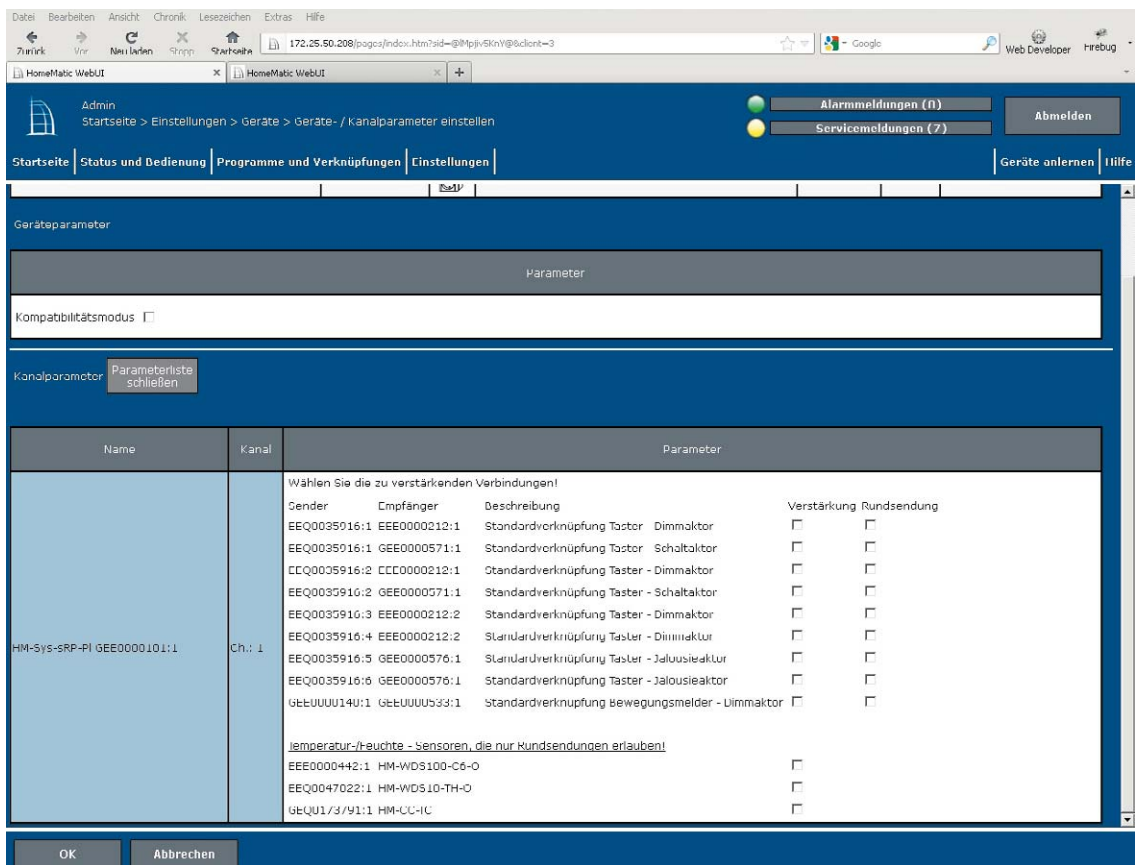 Datei Bearbeiten Ansicht Chronik Lesezeichen Extras Hilfe
Zurück Vor Neu laden Stopp Startseite 172.25.50.208/pages/index.htm?sid= Google Web Developer Firebug
HomeMatic WebUI HomeMatic WebUI
Admin
Startseite > Einstellungen > Geräte > Geräte- / Kanalparameter einstellen
Alarmmeldungen (0)
Servicemeldungen (7)
Abmelden
Startseite Status und Bedienung Programme und Verknüpfungen Einstellungen Geräte anlernen Hilfe
Geräteparameter
Parameter
Kompatibilitätsmodus
Kanalparameter Parameterliste schließen
Name Kanal Parameter
HM-Sys-sRP-Pl GEE0000101:1 Ch.: 1
Wählen Sie die zu verstärkenden Verbindungen!
Sender Empfänger Beschreibung Verstärkung Rundsendung
EEQ0035916:1 EEE0000212:1 Standardverknüpfung Taster - Dimmaktor
EEQ0035916:1 GEE0000571:1 Standardverknüpfung Taster - Schaltaktor
EEQ0035916:2 EEE0000212:1 Standardverknüpfung Taster - Dimmaktor
EEQ0035916:2 GEE0000571:1 Standardverknüpfung Taster - Schaltaktor
EEQ0035916:3 EEE0000212:2 Standardverknüpfung Taster - Dimmaktor
EEQ0035916:4 EEE0000212:2 Standardverknüpfung Taster - Dimmaktor
EEQ0035916:5 GEE0000576:1 Standardverknüpfung Taster - Jalousieaktor
EEQ0035916:6 GEE0000576:1 Standardverknüpfung Taster - Jalousieaktor
GEE0000140:1 GEE0000533:1 Standardverknüpfung Bewegungsmelder - Dimmaktor
Temperatur-/Feuchte - Sensoren, die nur Rundsendungen erlauben!
EEE0000442:1 HM-WDS100-C6-O
EEQ0047022:1 HM-WDS10-TH-O
GEQ0173791:1 HM-CC-TC
OK Abbrechen